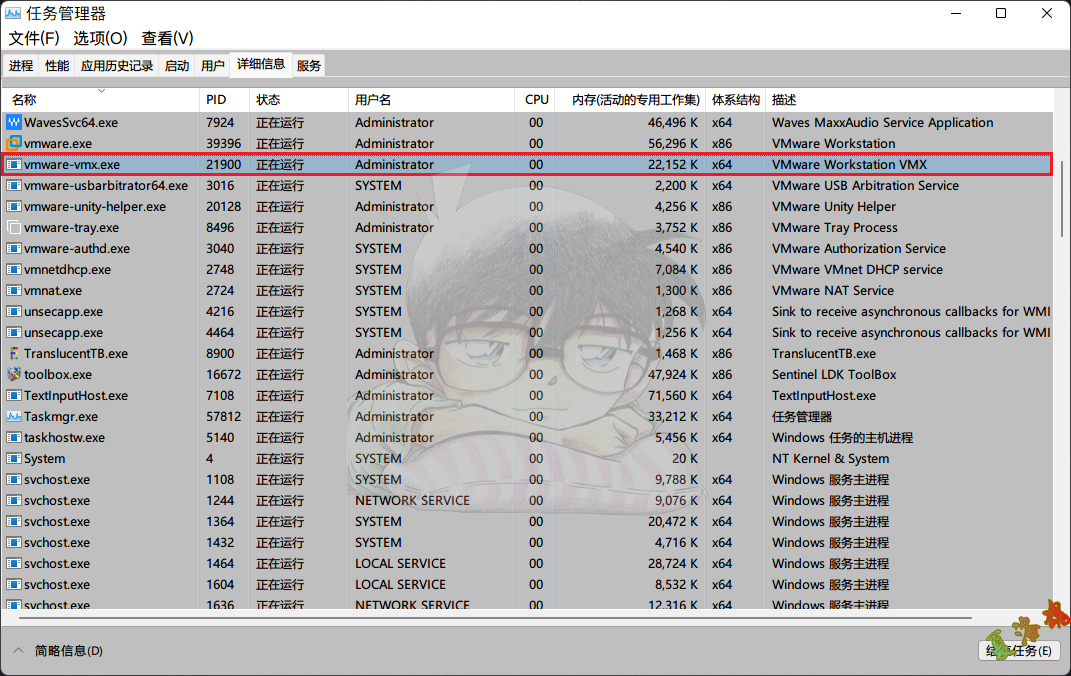 任务管理器
文件(F) 选项(O) 查看(V)
进程 性能 应用历史记录 启动 用户 详细信息 服务
名称 PID 状态 用户名 CPU 内存(活动的专用工作集) 体系结构 描述
WavesSvc64.exe 7924 正在运行 Administrator 00 46,496 K x64 Waves MaxxAudio Service Application
vmware.exe 39396 正在运行 Administrator 00 56,296 K x86 VMware Workstation
vmware-vmx.exe 21900 正在运行 Administrator 00 22,152 K x64 VMware Workstation VMX
vmware-usbarbitrator64.exe 3016 正在运行 SYSTEM 00 2,200 K x64 VMware USB Arbitration Service
vmware-unity-helper.exe 20128 正在运行 Administrator 00 4,256 K x86 VMware Unity Helper
vmware-tray.exe 8496 正在运行 Administrator 00 3,752 K x86 VMware Tray Process
vmware-authd.exe 3040 正在运行 SYSTEM 00 4,540 K x86 VMware Authorization Service
vmnetdhcp.exe 2748 正在运行 SYSTEM 00 7,084 K x86 VMware VMnet DHCP service
vmnat.exe 2724 正在运行 SYSTEM 00 1,300 K x86 VMware NAT Service
unsecapp.exe 4216 正在运行 SYSTEM 00 1,268 K x64 Sink to receive asynchronous callbacks for WMI
unsecapp.exe 4464 正在运行 SYSTEM 00 1,256 K x64 Sink to receive asynchronous callbacks for WMI
TranslucentTB.exe 8900 正在运行 Administrator 00 1,468 K x86 TranslucentTB.exe
toolbox.exe 16672 正在运行 Administrator 00 47,924 K x86 Sentinel LDK ToolBox
TextInputHost.exe 7108 正在运行 Administrator 00 71,560 K x64 TextInputHost.exe
Taskmgr.exe 57812 正在运行 Administrator 00 33,212 K x64 任务管理器
taskhostw.exe 5140 正在运行 Administrator 00 5,456 K x64 Windows 任务的主机进程
System 4 正在运行 SYSTEM 00 20 K NT Kernel & System
svchost.exe 1108 正在运行 SYSTEM 00 9,788 K x64 Windows 服务主进程
svchost.exe 1244 正在运行 NETWORK SERVICE 00 9,076 K x64 Windows 服务主进程
svchost.exe 1364 正在运行 SYSTEM 00 20,472 K x64 Windows 服务主进程
svchost.exe 1432 正在运行 SYSTEM 00 4,716 K x64 Windows 服务主进程
svchost.exe 1464 正在运行 LOCAL SERVICE 00 28,724 K x64 Windows 服务主进程
svchost.exe 1604 正在运行 LOCAL SERVICE 00 8,532 K x64 Windows 服务主进程
svchost.exe 1636 正在运行 NETWORK SERVICE 00 12,316 K x64 Windows 服务主进程
简略信息(D)
结束任务(E)